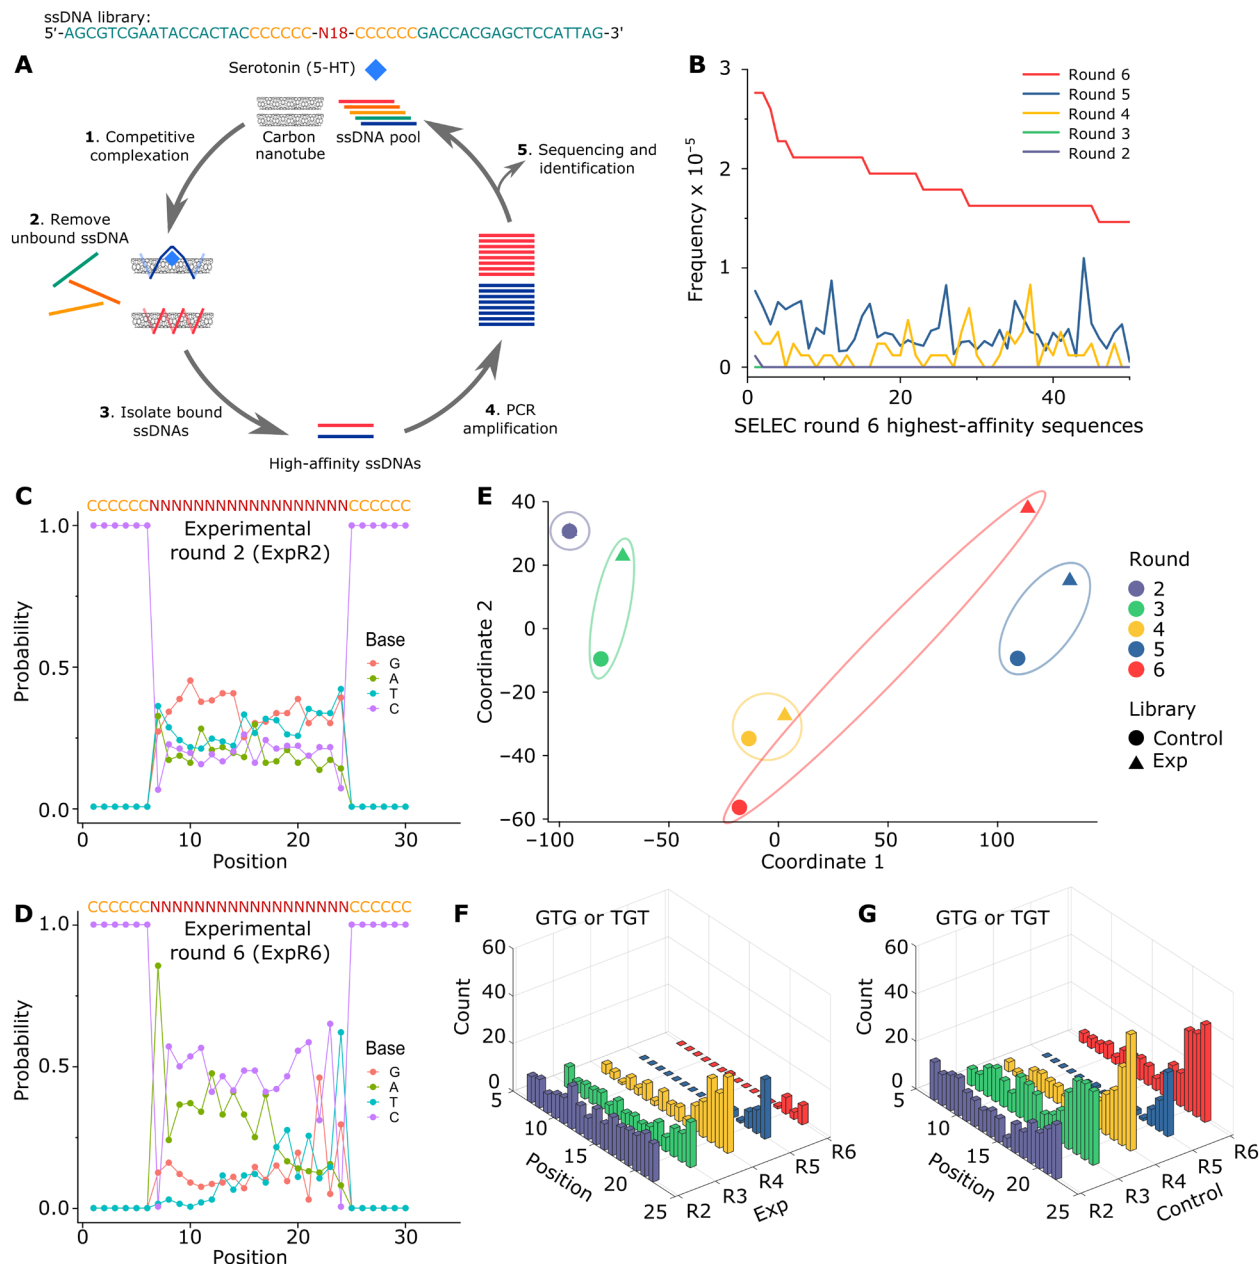 ssDNA library:
5'-AGCGTCGAATACCACTACCCCCCC-N18-CCCCCCGACCACGAGCTCCATTAG-3'
A
Serotonin (5-HT)
Carbon
nanotube
ssDNA pool
1. Competitive
complexation
2. Remove
unbound ssDNA
3. Isolate bound
ssDNAs
High-affinity ssDNAs
4. PCR
amplification
5. Sequencing and
identification
B
Frequency x 10⁻⁵
3
2
1
0
0
20
40
SELEC round 6 highest-affinity sequences
Round 6
Round 5
Round 4
Round 3
Round 2
C
CCCCCCNNNNNNNNNNNNNNNNNNCCCCCC
Experimental
round 2 (ExpR2)
Probability
1.0
0.5
0.0
0
10
20
30
Position
Base
G
A
T
C
D
CCCCCCNNNNNNNNNNNNNNNNNNCCCCCC
Experimental
round 6 (ExpR6)
Probability
1.0
0.5
0.0
0
10
20
30
Position
Base
G
A
T
C
E
Coordinate 2
40
20
0
−20
−40
−60
−100
−50
0
50
100
Coordinate 1
Round
2
3
4
5
6
Library
Control
Exp
F
GTG or TGT
Count
60
40
20
0
5
10
15
20
25
Position
R2
R3
R4
R5
R6
Exp
G
GTG or TGT
Count
60
40
20
0
5
10
15
20
25
Position
R2
R3
R4
R5
R6
Control